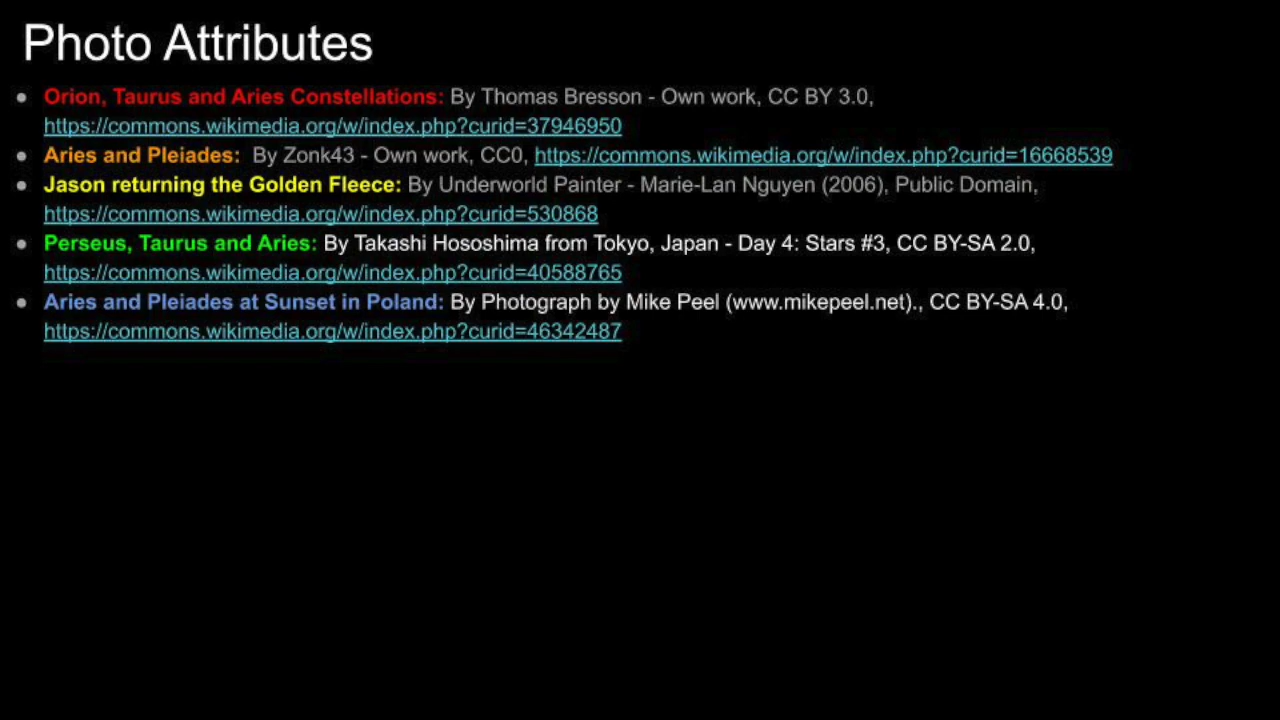 Photo Attributes
● Orion, Taurus and Aries Constellations: By Thomas Bresson - Own work, CC BY 3.0,
https://commons.wikimedia.org/w/index.php?curid=37946950
● Aries and Pleiades: By Zonk43 - Own work, CC0, https://commons.wikimedia.org/w/index.php?curid=16668539
● Jason returning the Golden Fleece: By Underworld Painter - Marie-Lan Nguyen (2006), Public Domain,
https://commons.wikimedia.org/w/index.php?curid=530868
● Perseus, Taurus and Aries: By Takashi Hososhima from Tokyo, Japan - Day 4: Stars #3, CC BY-SA 2.0,
https://commons.wikimedia.org/w/index.php?curid=40588765
● Aries and Pleiades at Sunset in Poland: By Photograph by Mike Peel (www.mikepeel.net)., CC BY-SA 4.0,
https://commons.wikimedia.org/w/index.php?curid=46342487